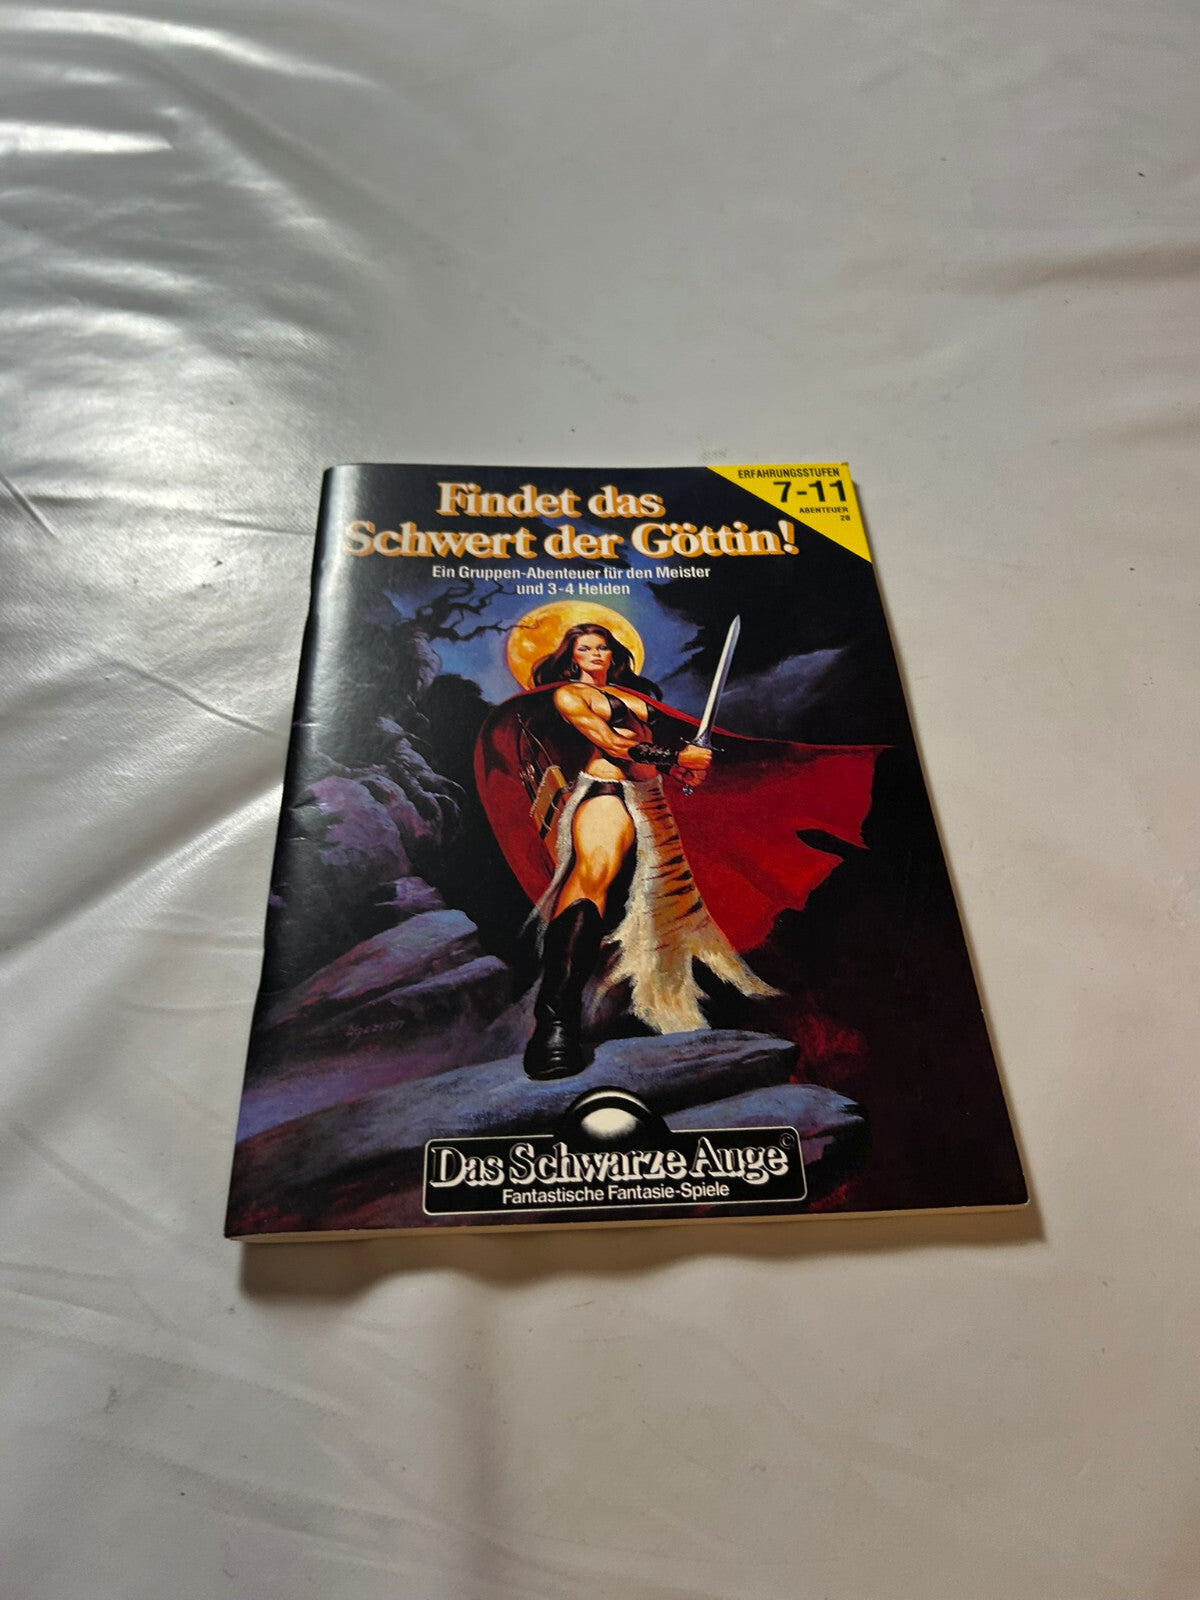 ERFAHRUNGSSTUFEN
7-11
ABENTEUER
28
Findet das
Schwert der Göttin!
Ein Gruppen-Abenteuer für den Meister
und 3-4 Helden
Das Schwarze Auge©
Fantastische Fantasie-Spiele